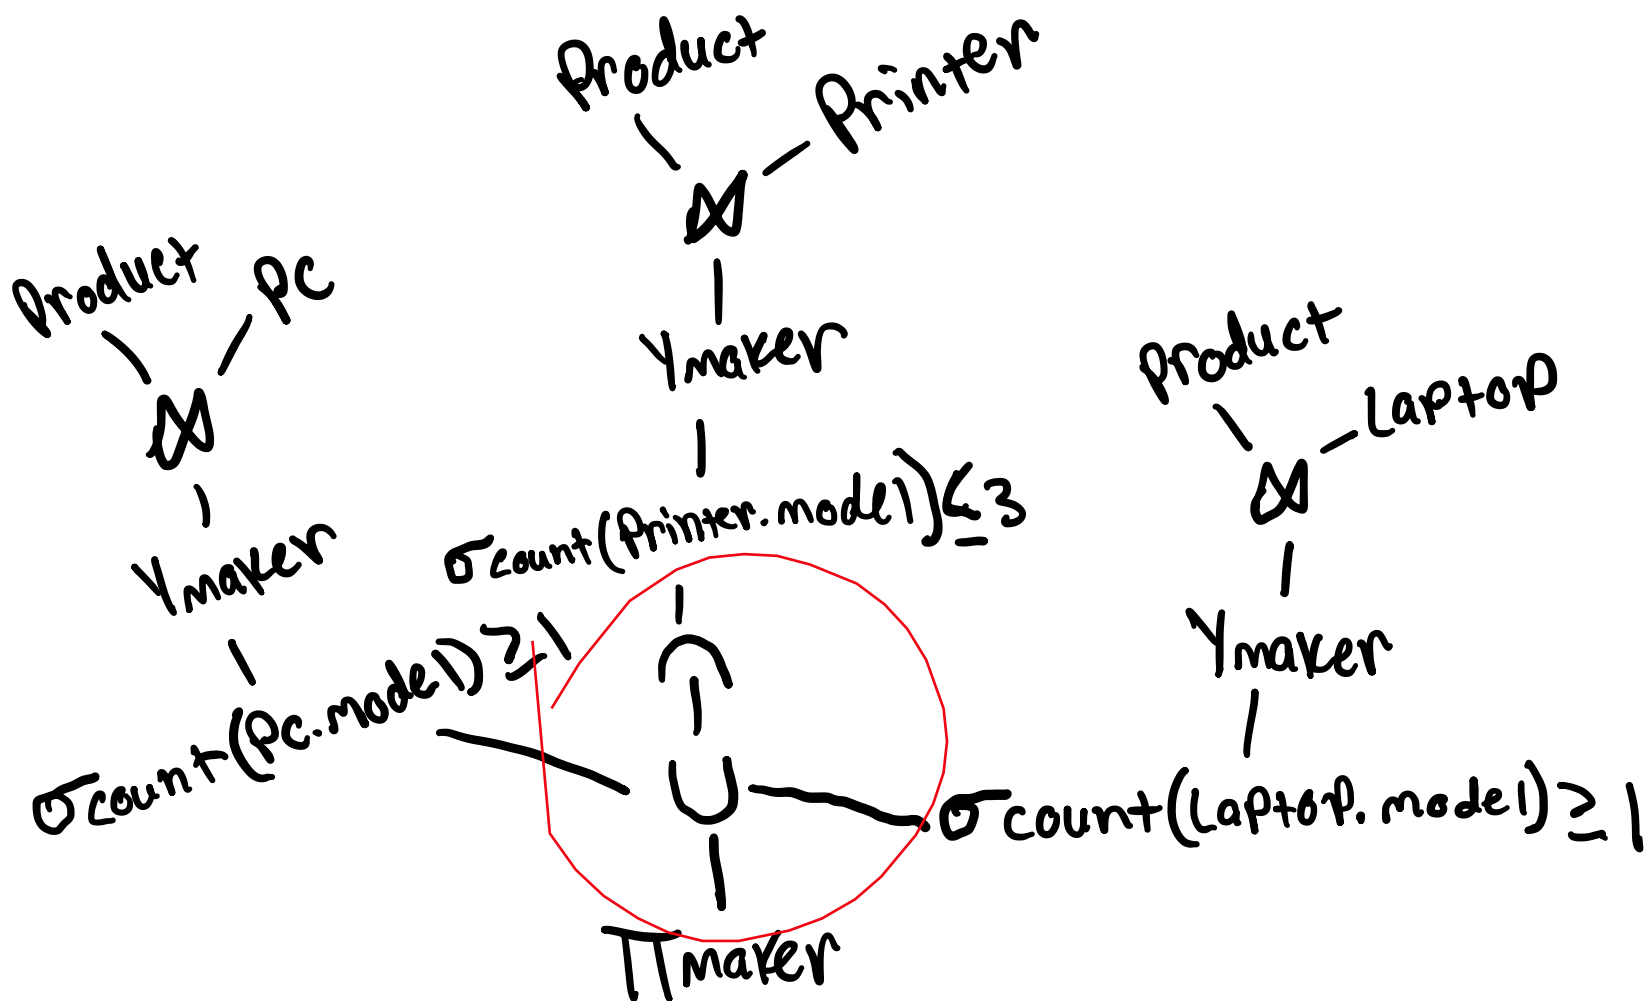 Product Printer
⋈
γmaker
σcount(Printer.model) ≤ 3
Product PC
⋈
γmaker
σcount(PC.model) ≥ 1
Product Laptop
⋈
γmaker
σcount(Laptop.model) ≥ 1
∩
∪
πmaker